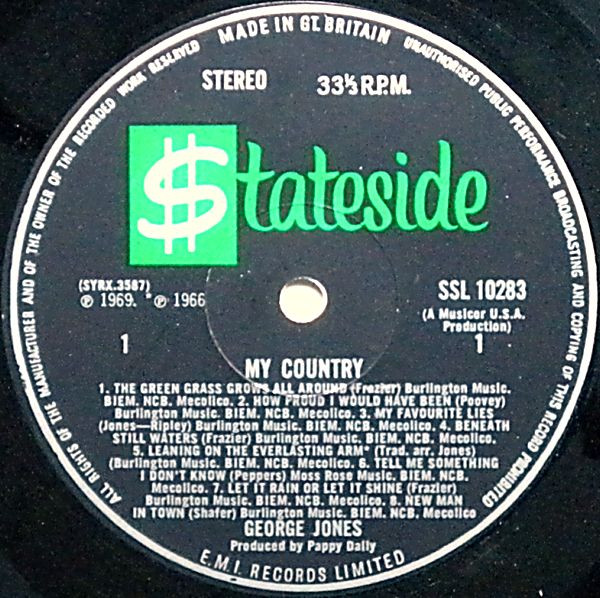 MADE IN GT. BRITAIN
UNAUTHORISED PUBLIC PERFORMANCE BROADCASTING AND COPYING OF THIS RECORD PROHIBITED
ALL RIGHTS OF THE MANUFACTURER AND OF THE OWNER OF THE RECORDED WORK RESERVED
STEREO 33⅓ R.P.M.
$tateside
(SYRX.3587)
℗ 1969. *℗ 1966
SSL 10283
(A Musicor U.S.A.
Production)
1
1
MY COUNTRY
1. THE GREEN GRASS GROWS ALL AROUND (Frazier) Burlington Music.
BIEM. NCB. Mecolico. 2. HOW PROUD I WOULD HAVE BEEN (Poovey)
Burlington Music. BIEM. NCB. Mecolico. 3. MY FAVOURITE LIES
(Jones—Ripley) Burlington Music. BIEM. NCB. Mecolico. 4. BENEATH
STILL WATERS (Frazier) Burlington Music. BIEM. NCB. Mecolico.
5. LEANING ON THE EVERLASTING ARM* (Trad. arr. Jones)
(Burlington Music. BIEM. NCB. Mecolico. 6. TELL ME SOMETHING
I DON'T KNOW (Peppers) Moss Rose Music. BIEM. NCB.
Mecolico. 7. LET IT RAIN OR LET IT SHINE (Frazier)
Burlington Music. BIEM. NCB. Mecolico. 8. NEW MAN
IN TOWN (Shafer) Burlington Music. BIEM. NCB. Mecolico
GEORGE JONES
Produced by Pappy Daily
E.M.I. RECORDS LIMITED